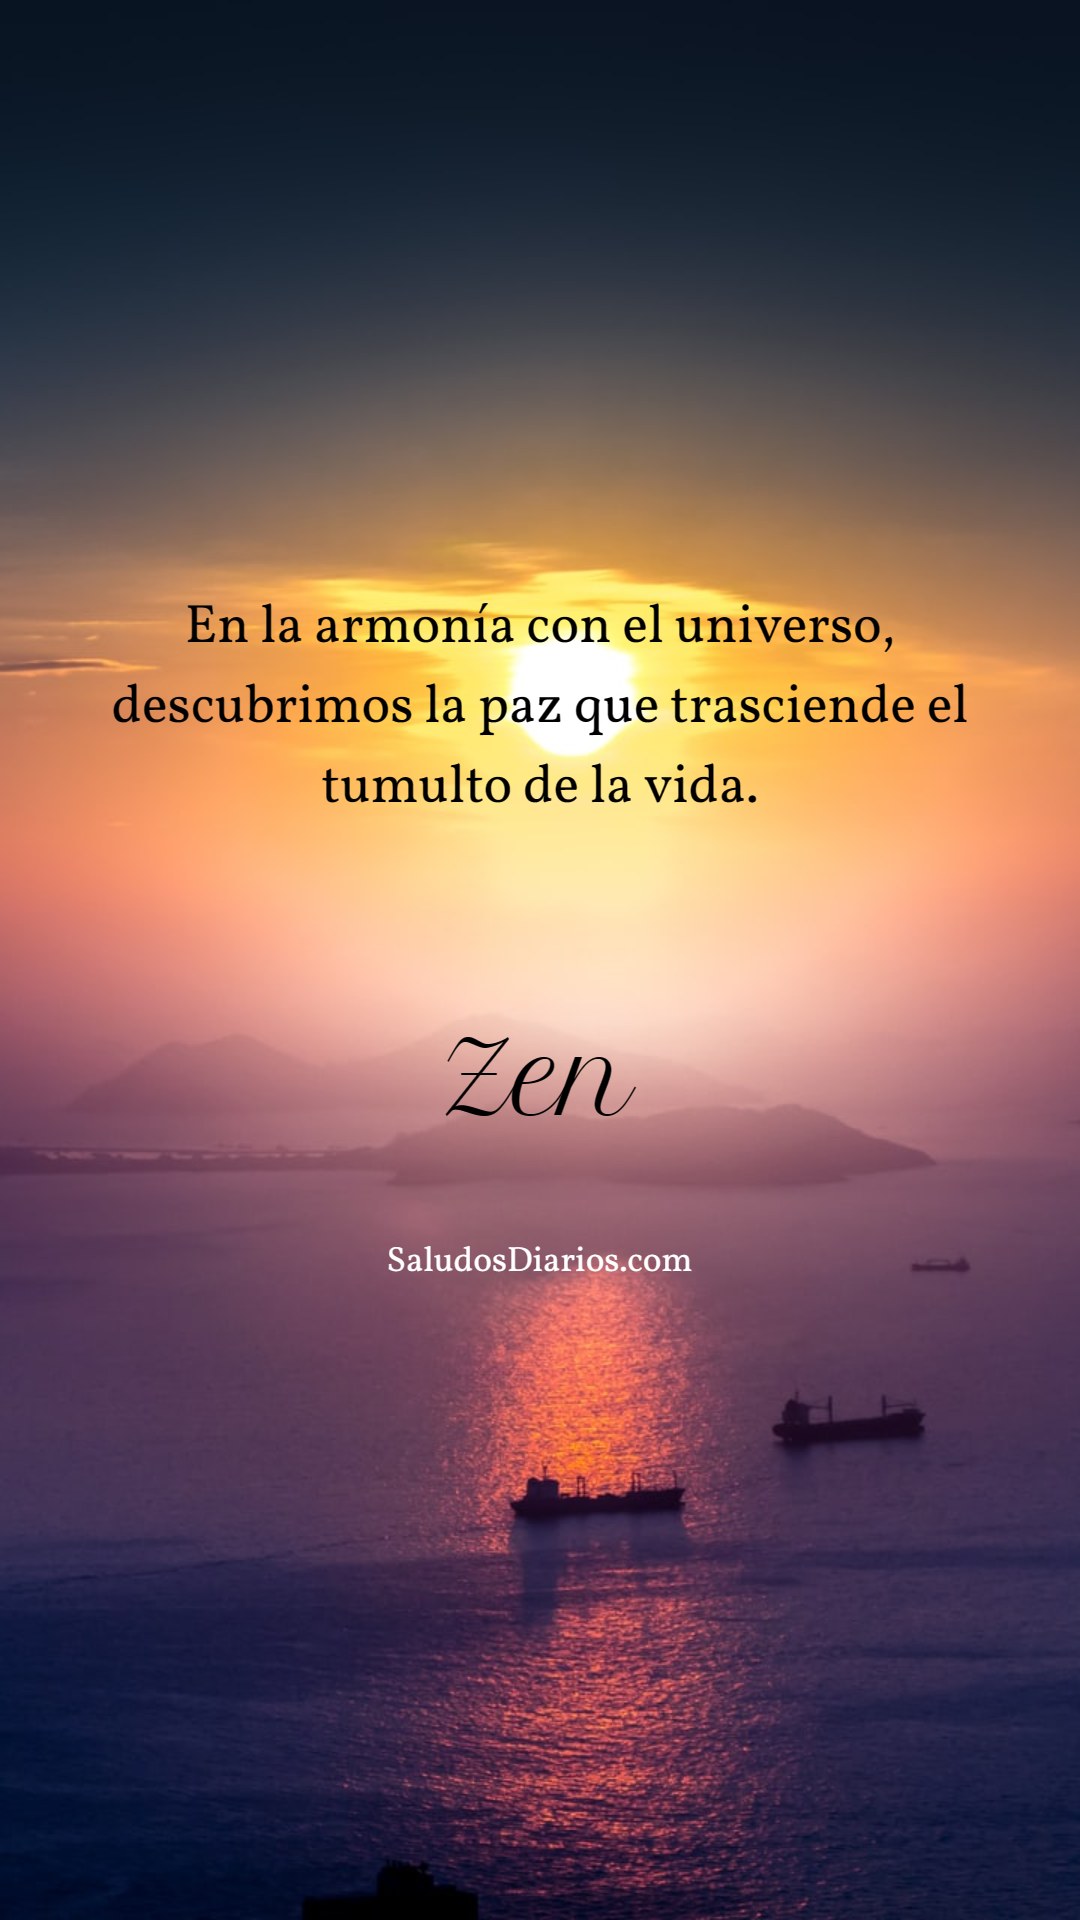 En la armonía con el universo,
descubrimos la paz que trasciende el
tumulto de la vida.
Zen
SaludosDiarios.com